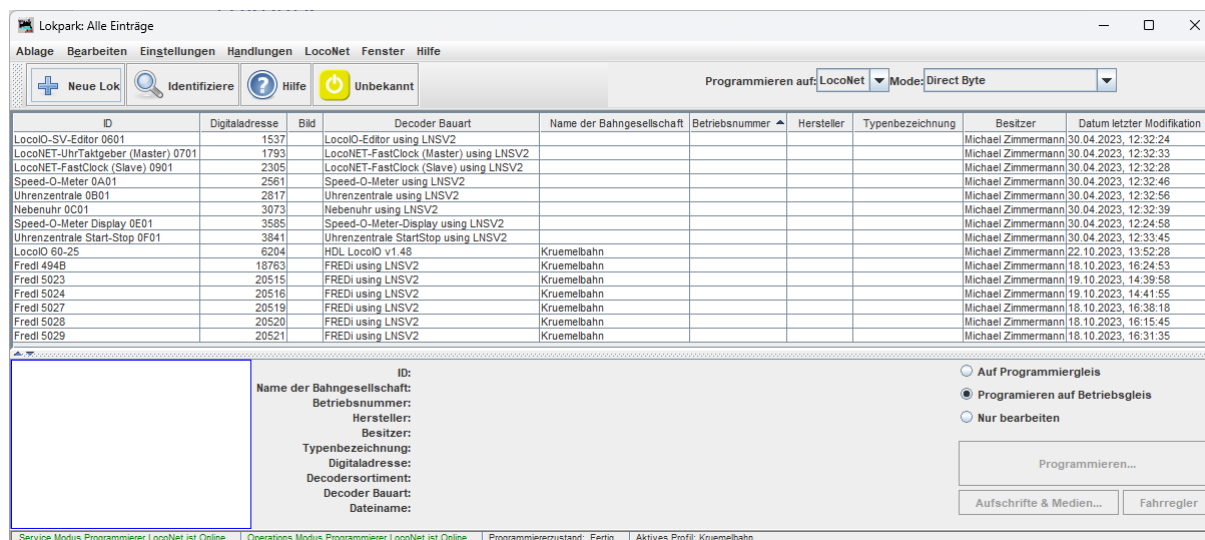 Lokpark: Alle Einträge
Ablage Bearbeiten Einstellungen Handlungen LocoNet Fenster Hilfe
Neue Lok Identifiziere Hilfe Unbekannt Programmieren auf: LocoNet Mode: Direct Byte
ID Digitaladresse Bild Decoder Bauart Name der Bahngesellschaft Betriebsnummer Hersteller Typenbezeichnung Besitzer Datum letzter Modifikation
LocoIO-SV-Editor 0601 1537 LocoIO-Editor using LNSV2 Michael Zimmermann 30.04.2023, 12:32:24
LocoNET-UhrTaktgeber (Master) 0701 1793 LocoNET-FastClock (Master) using LNSV2 Michael Zimmermann 30.04.2023, 12:32:33
LocoNET-FastClock (Slave) 0901 2305 LocoNET-FastClock (Slave) using LNSV2 Michael Zimmermann 30.04.2023, 12:32:28
Speed-O-Meter 0A01 2561 Speed-O-Meter using LNSV2 Michael Zimmermann 30.04.2023, 12:32:46
Uhrenzentrale 0B01 2817 Uhrenzentrale using LNSV2 Michael Zimmermann 30.04.2023, 12:32:56
Nebenuhr 0C01 3073 Nebenuhr using LNSV2 Michael Zimmermann 30.04.2023, 12:32:39
Speed-O-Meter Display 0E01 3585 Speed-O-Meter-Display using LNSV2 Michael Zimmermann 30.04.2023, 12:24:58
Uhrenzentrale Start-Stop 0F01 3841 Uhrenzentrale StartStop using LNSV2 Michael Zimmermann 30.04.2023, 12:33:45
LocoIO 60-25 6204 HDL LocoIO v1.48 Kruemelbahn Michael Zimmermann 22.10.2023, 13:52:28
FredI 494B 18763 FREDi using LNSV2 Kruemelbahn Michael Zimmermann 18.10.2023, 16:24:53
FredI 5023 20515 FREDi using LNSV2 Kruemelbahn Michael Zimmermann 19.10.2023, 14:39:58
FredI 5024 20516 FREDi using LNSV2 Kruemelbahn Michael Zimmermann 19.10.2023, 14:41:55
FredI 5027 20519 FREDi using LNSV2 Kruemelbahn Michael Zimmermann 18.10.2023, 16:38:18
FredI 5028 20520 FREDi using LNSV2 Kruemelbahn Michael Zimmermann 18.10.2023, 16:15:45
FredI 5029 20521 FREDi using LNSV2 Kruemelbahn Michael Zimmermann 18.10.2023, 16:31:35
ID:
Name der Bahngesellschaft:
Betriebsnummer:
Hersteller:
Besitzer:
Typenbezeichnung:
Digitaladresse:
Decodersortiment:
Decoder Bauart:
Dateiname:
Auf Programmiergleis
Programieren auf Betriebsgleis
Nur bearbeiten
Programmieren...
Aufschrifte & Medien... Fahrregler
Service Modus Programmierer LocoNet ist Online Operations Modus Programmierer LocoNet ist Online Programmiererzustand: Fertig Aktives Profil: Kruemelbahn